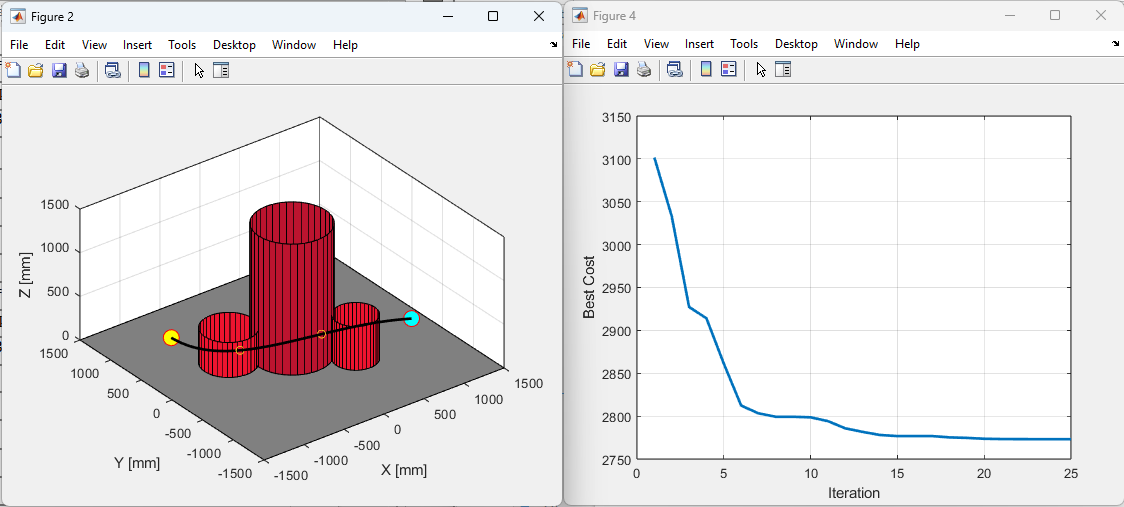 Figure 2
File Edit View Insert Tools Desktop Window Help
1500
1000
500
0
Z [mm]
1500
1000
500
0
-500
-1000
-1500
Y [mm]
-1500
-1000
-500
0
500
1000
1500
X [mm]
Figure 4
File Edit View Insert Tools Desktop Window Help
3150
3100
3050
3000
2950
2900
2850
2800
2750
Best Cost
0 5 10 15 20 25
Iteration